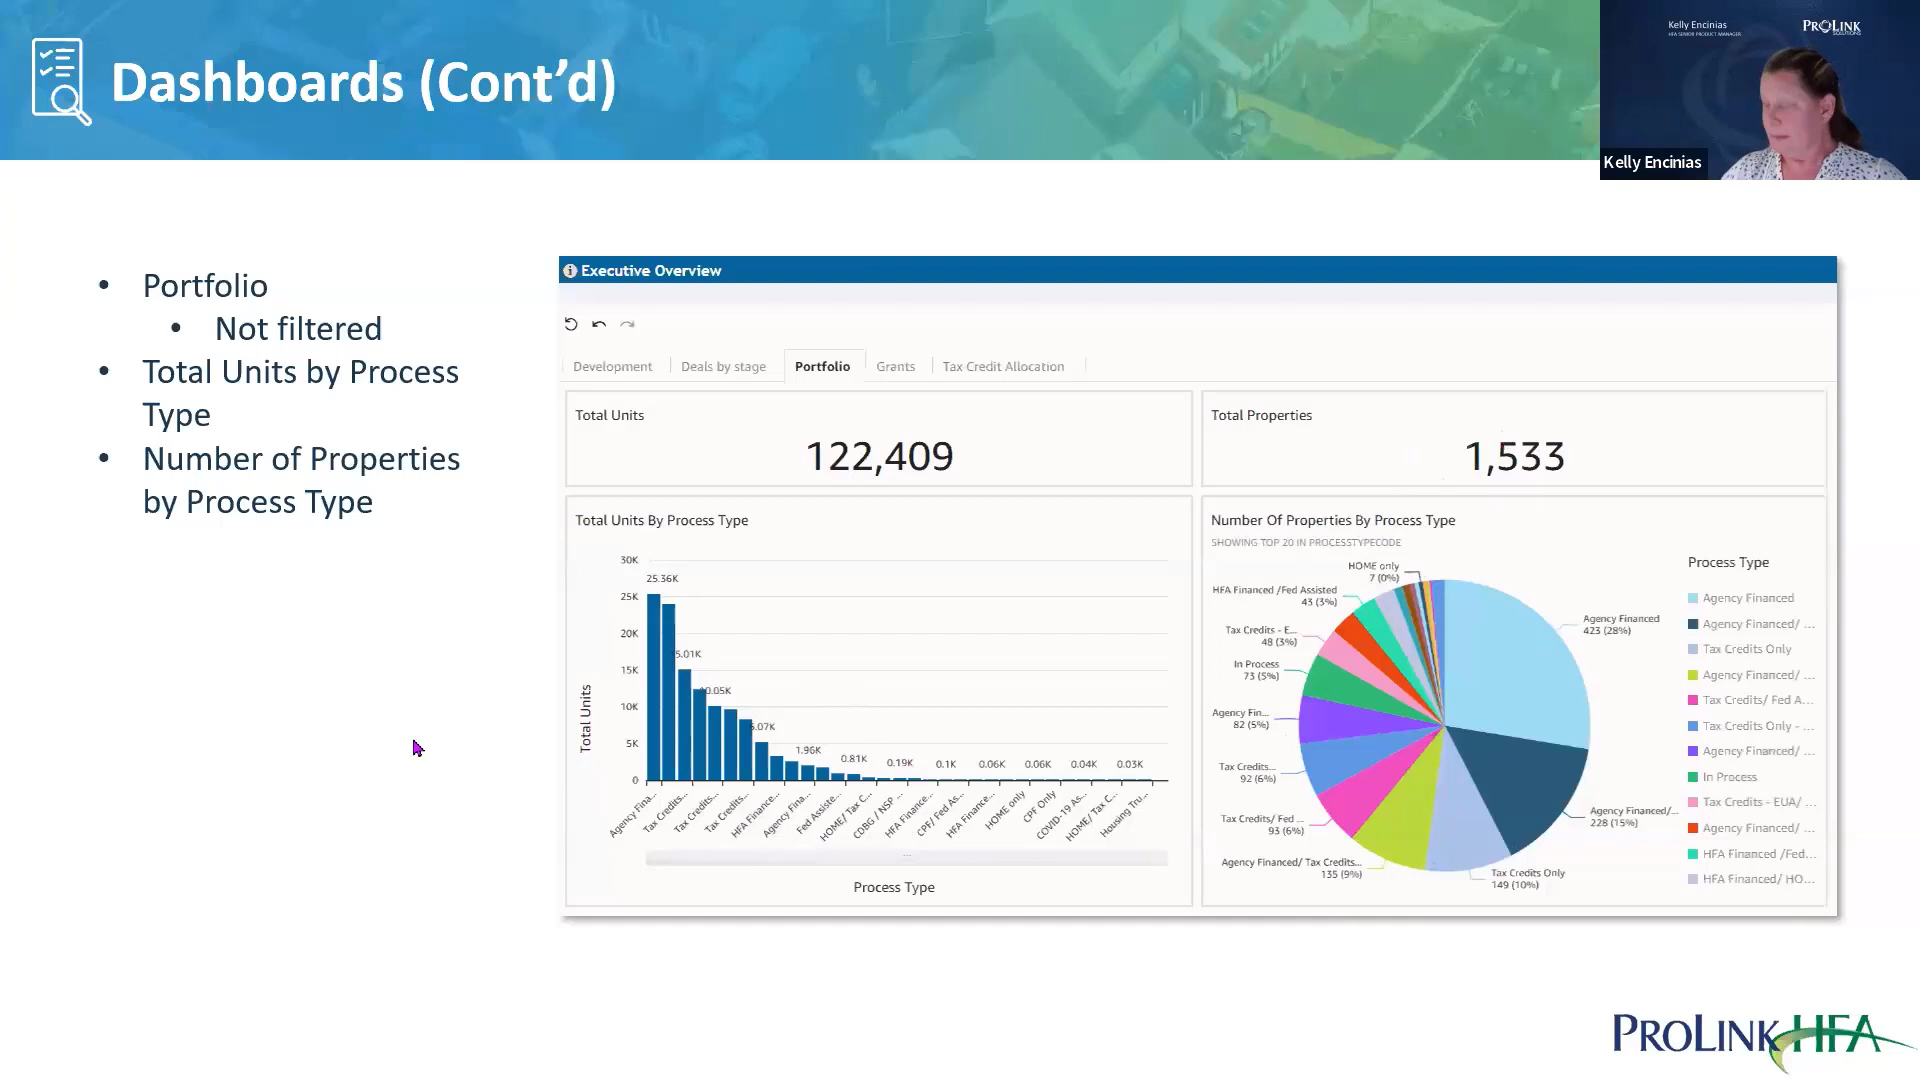 Dashboards (Cont’d)
Kelly Encinias
HFA SENIOR PRODUCT MANAGER
PROLINK
SOLUTIONS
Kelly Encinias
• Portfolio
• Not filtered
• Total Units by Process
Type
• Number of Properties
by Process Type
Executive Overview
Development
Deals by stage
Portfolio
Grants
Tax Credit Allocation
Total Units
122,409
Total Properties
1,533
Total Units By Process Type
30K
25K
20K
15K
10K
5K
0
Total Units
25.36K
5.01K
0.05K
5.07K
1.96K
0.81K
0.19K
0.1K
0.06K
0.06K
0.04K
0.03K
Agency Fina...
Tax Credits...
Tax Credits...
Tax Credits...
HFA Finance...
Agency Fina...
Fed Assiste...
HOME/ Tax C...
CDBG / NSP ...
HFA Finance...
CPF/ Fed As...
HFA Finance...
HOME only
CPF Only
COVID-19 As...
HOME/ Tax C...
Housing Tru...
Process Type
Number Of Properties By Process Type
SHOWING TOP 20 IN PROCESSTYPECODE
HOME only
7 (0%)
HFA Financed /Fed Assisted
43 (3%)
Tax Credits - E...
48 (3%)
In Process
73 (5%)
Agency Fin...
82 (5%)
Tax Credits...
92 (6%)
Tax Credits/ Fed ...
93 (6%)
Agency Financed/ Tax Credits...
135 (9%)
Tax Credits Only
149 (10%)
Agency Financed/...
228 (15%)
Agency Financed
423 (28%)
Process Type
Agency Financed
Agency Financed/ ...
Tax Credits Only
Agency Financed/ ...
Tax Credits/ Fed A...
Tax Credits Only - ...
Agency Financed/ ...
In Process
Tax Credits - EUA/ ...
Agency Financed/ ...
HFA Financed /Fed...
HFA Financed/ HO...
PROLINK HFA